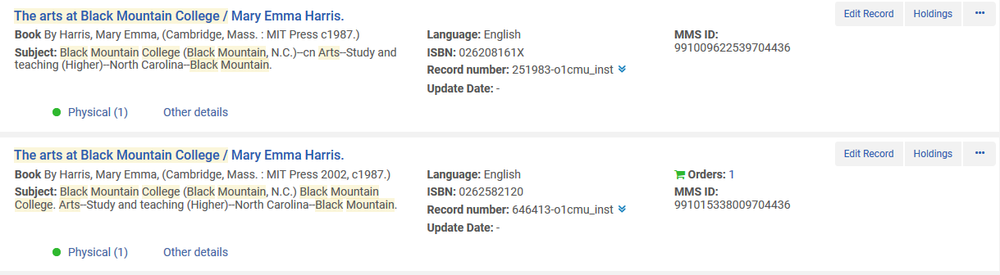 The arts at Black Mountain College / Mary Emma Harris.
Edit Record
Holdings
Book By Harris, Mary Emma, (Cambridge, Mass. : MIT Press c1987.)
Subject: Black Mountain College (Black Mountain, N.C.)--cn Arts--Study and
teaching (Higher)--North Carolina--Black Mountain.
Language: English
ISBN: 026208161X
Record number: 251983-o1cmu_inst
Update Date: -
MMS ID:
991009622539704436
Physical (1)
Other details
The arts at Black Mountain College / Mary Emma Harris.
Edit Record
Holdings
Book By Harris, Mary Emma, (Cambridge, Mass. : MIT Press 2002, c1987.)
Subject: Black Mountain College (Black Mountain, N.C.) Black Mountain
College. Arts--Study and teaching (Higher)--North Carolina--Black Mountain.
Language: English
ISBN: 0262582120
Record number: 646413-o1cmu_inst
Update Date: -
Orders: 1
MMS ID:
991015338009704436
Physical (1)
Other details